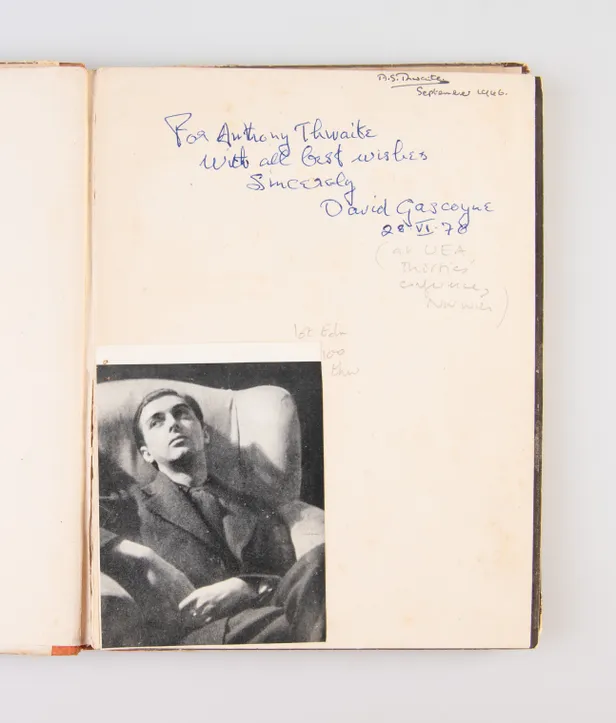 A.S. Thwaite
September 1946.
For Anthony Thwaite
With all best wishes
Sincerely
David Gascoyne
28 VI 78
(at UEA
Thirties
conference,
Norwich)
1st Edn
100